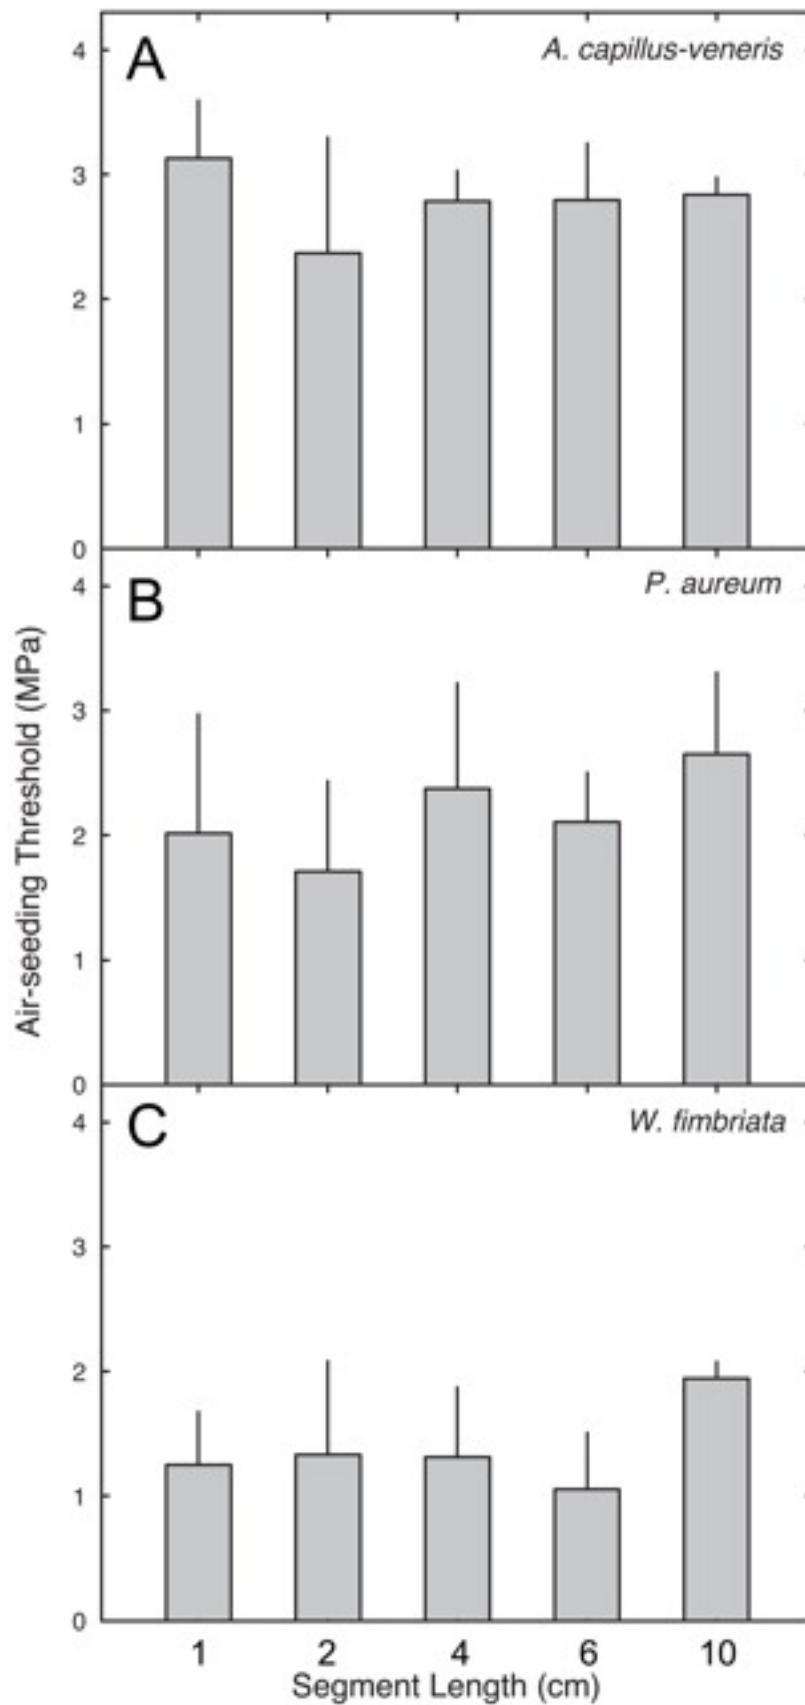 A
A. capillus-veneris
4
3
2
1
0
B
P. aureum
4
3
2
1
0
C
W. fimbriata
4
3
2
1
0
Air-seeding Threshold (MPa)
1 2 4 6 10
Segment Length (cm)